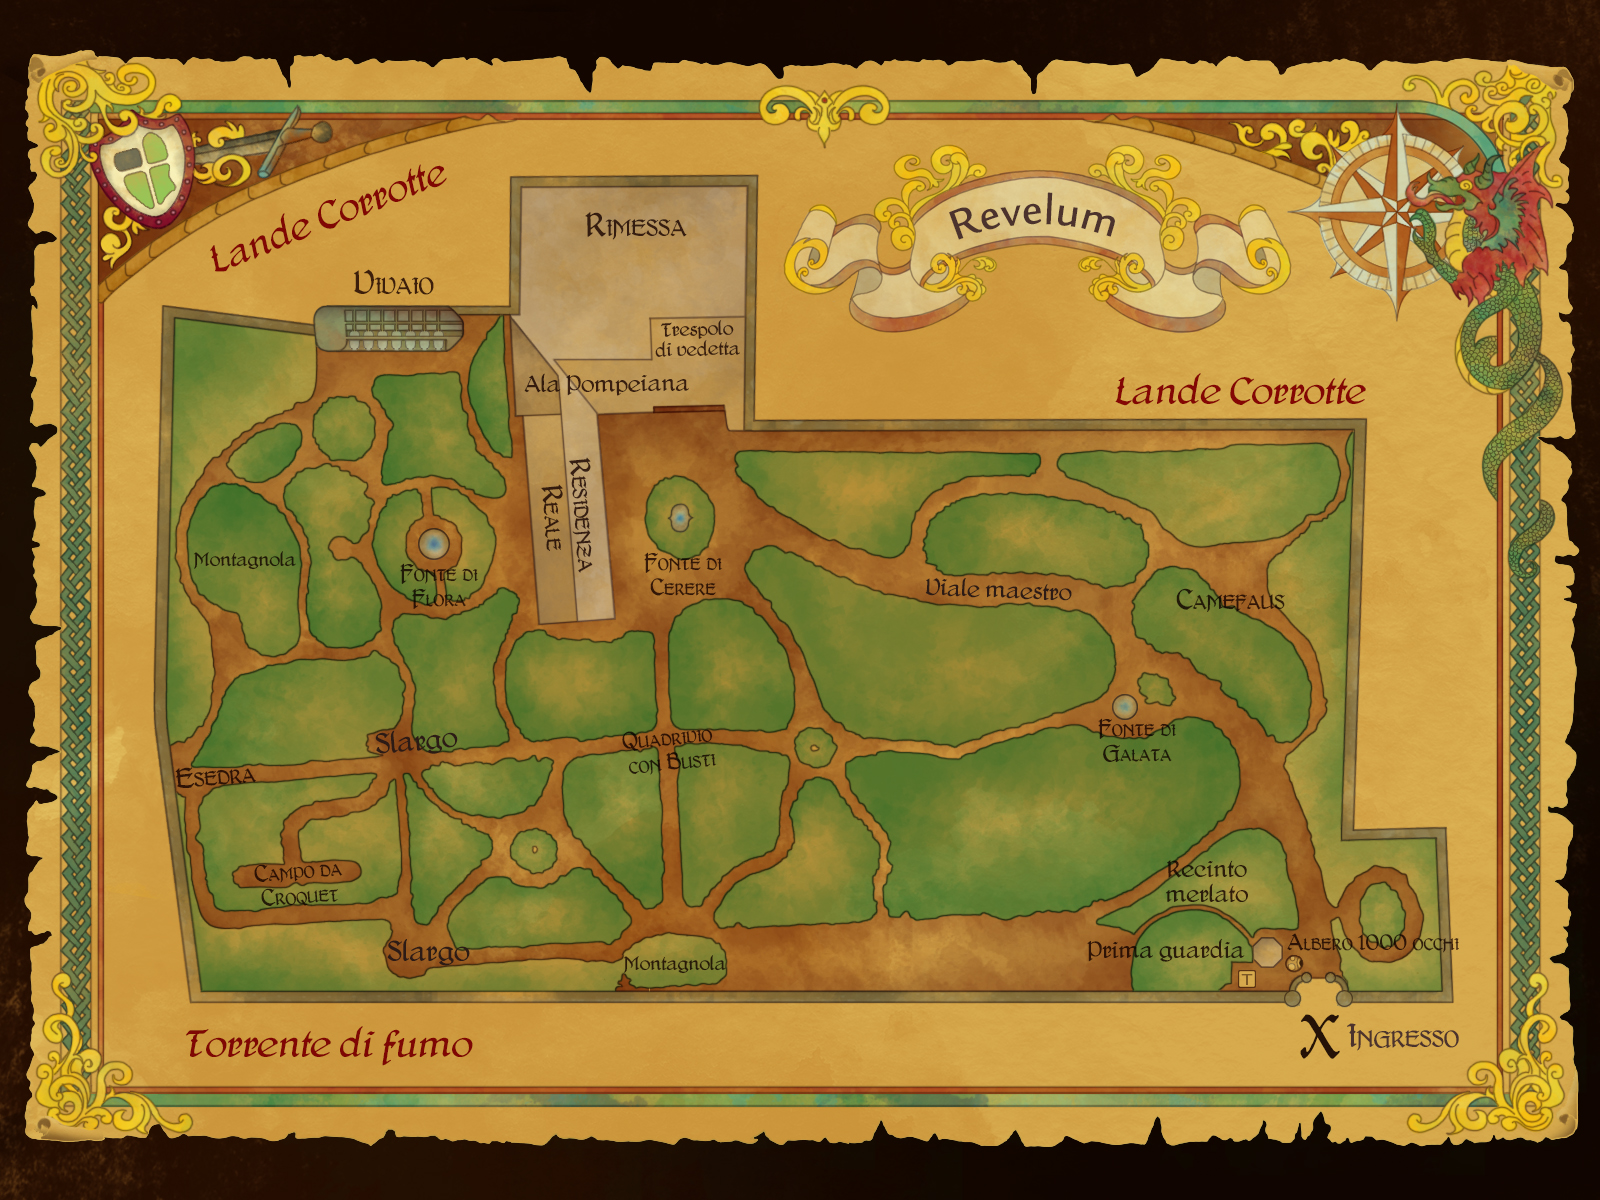 Lande Corrotte
Rimessa
Revelum
Vivaio
Trespolo
di vedetta
Ala Pompeiana
Lande Corrotte
Residenza
Reale
Montagnola
Fonte di
Flora
Fonte di
Cerere
Viale maestro
Camefaus
Slargo
Quadrivio
con Busti
Fonte di
Galata
Esedra
Campo da
Croquet
Recinto
merlato
Slargo
Montagnola
Prima guardia
Albero 1000 occhi
T
Torrente di fumo
X Ingresso